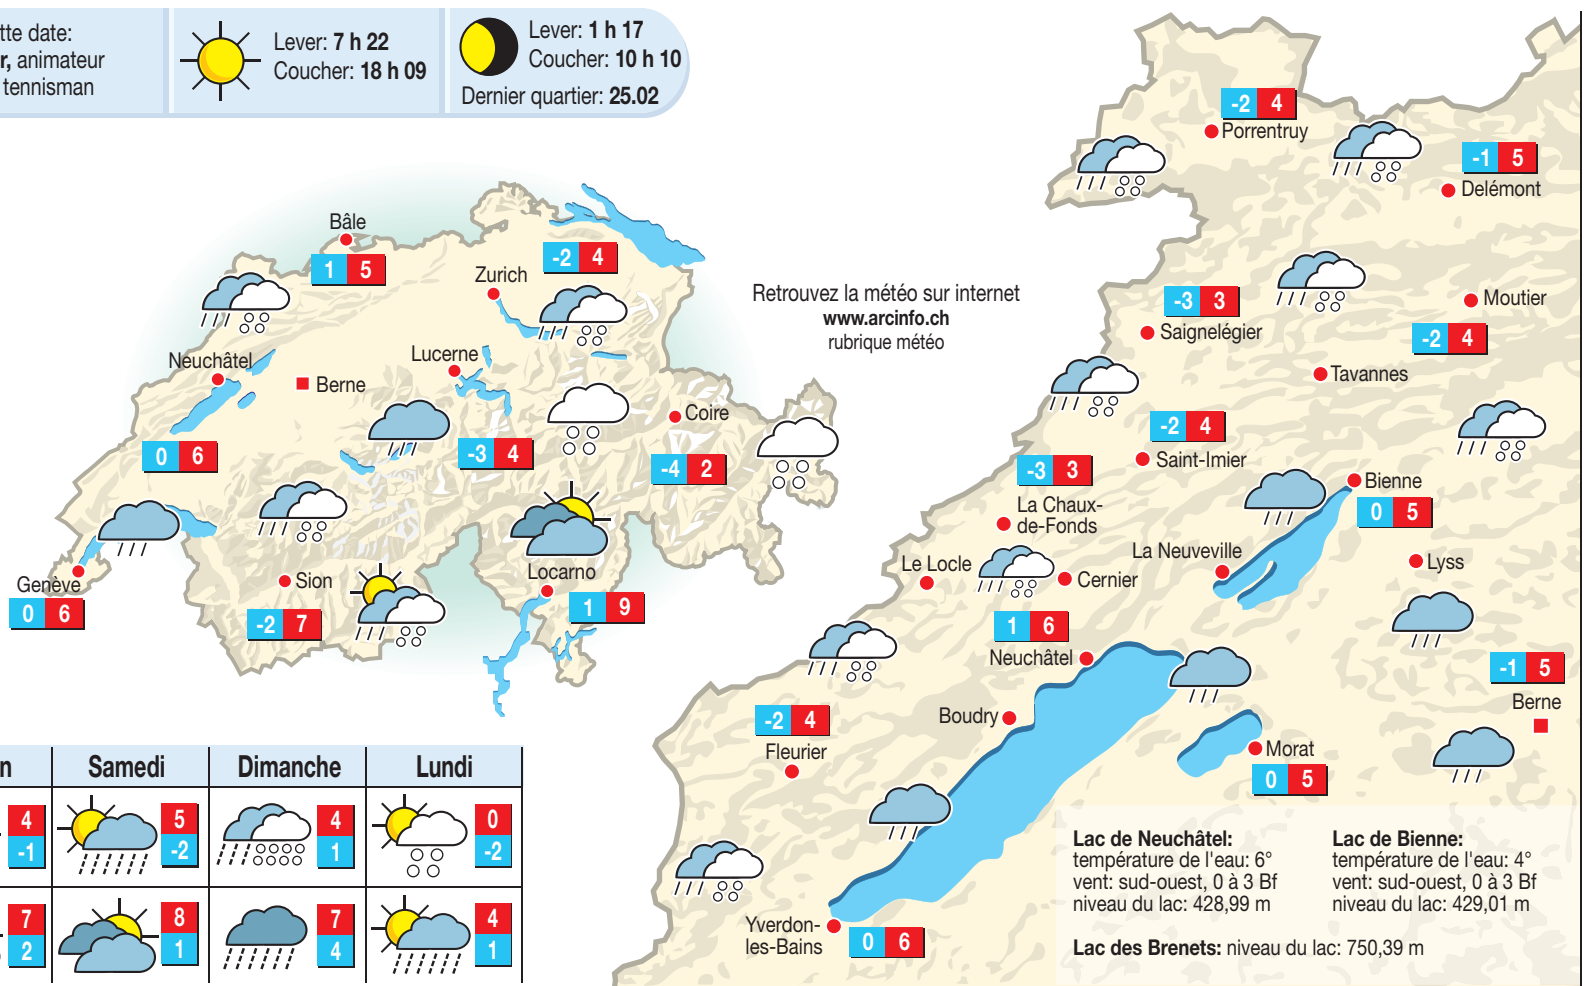 tte date:
r, animateur
tennisman
Lever: 7 h 22
Coucher: 18 h 09
Lever: 1 h 17
Coucher: 10 h 10
Dernier quartier: 25.02
Bâle
1 5
Zurich
-2 4
Neuchâtel
0 6
Berne
Lucerne
-3 4
Coire
-4 2
Genève
0 6
Sion
-2 7
Locarno
1 9
Retrouvez la météo sur internet
www.arcinfo.ch
rubrique météo
-2 4
Porrentruy
-1 5
Delémont
-3 3
Saignelégier
Moutier
-2 4
Tavannes
-2 4
Saint-Imier
-3 3
La Chaux-
de-Fonds
Bienne
0 5
La Neuveville
Lyss
Le Locle
Cernier
1 6
Neuchâtel
-1 5
Berne
-2 4
Fleurier
Boudry
Morat
0 5
Yverdon-
les-Bains
0 6
n
4
-1
7
2
Samedi
5
-2
8
1
Dimanche
4
1
7
4
Lundi
0
-2
4
1
Lac de Neuchâtel:
température de l'eau: 6°
vent: sud-ouest, 0 à 3 Bf
niveau du lac: 428,99 m
Lac de Bienne:
température de l'eau: 4°
vent: sud-ouest, 0 à 3 Bf
niveau du lac: 429,01 m
Lac des Brenets: niveau du lac: 750,39 m